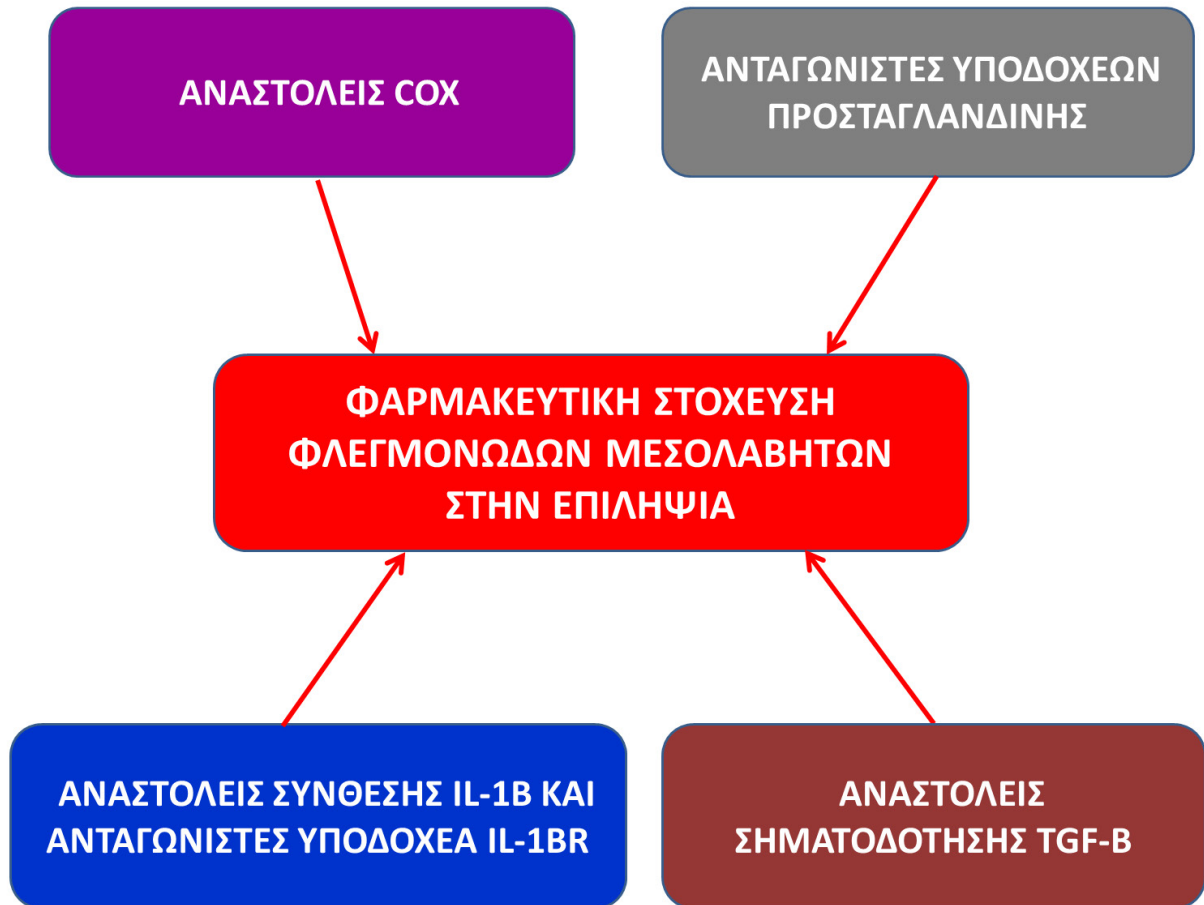 ΑΝΑΣΤΟΛΕΙΣ COX
ΑΝΤΑΓΩΝΙΣΤΕΣ ΥΠΟΔΟΧΕΩΝ
ΠΡΟΣΤΑΓΛΑΝΔΙΝΗΣ
ΦΑΡΜΑΚΕΥΤΙΚΗ ΣΤΟΧΕΥΣΗ
ΦΛΕΓΜΟΝΩΔΩΝ ΜΕΣΟΛΑΒΗΤΩΝ
ΣΤΗΝ ΕΠΙΛΗΨΙΑ
ΑΝΑΣΤΟΛΕΙΣ ΣΥΝΘΕΣΗΣ IL-1B ΚΑΙ
ΑΝΤΑΓΩΝΙΣΤΕΣ ΥΠΟΔΟΧΕΑ IL-1BR
ΑΝΑΣΤΟΛΕΙΣ
ΣΗΜΑΤΟΔΟΤΗΣΗΣ TGF-B